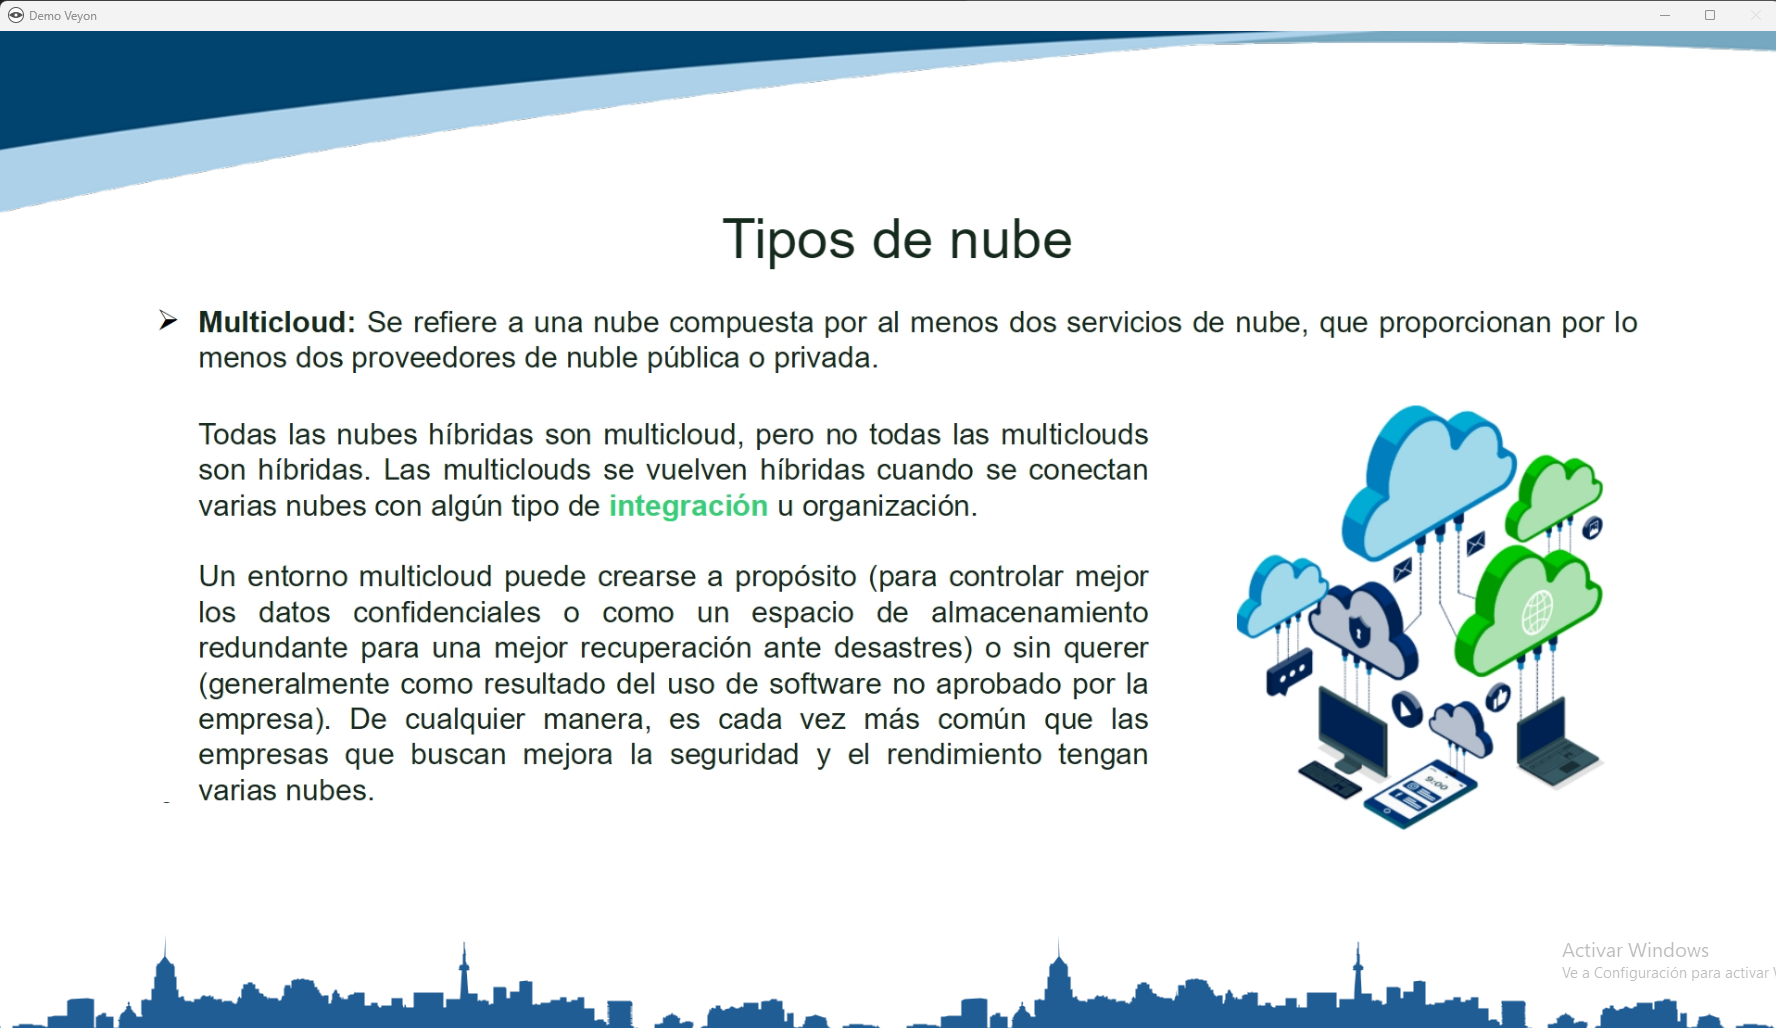 Demo Veyon
Tipos de nube
➢ Multicloud: Se refiere a una nube compuesta por al menos dos servicios de nube, que proporcionan por lo
menos dos proveedores de nuble pública o privada.
Todas las nubes híbridas son multicloud, pero no todas las multiclouds
son híbridas. Las multiclouds se vuelven híbridas cuando se conectan
varias nubes con algún tipo de integración u organización.
Un entorno multicloud puede crearse a propósito (para controlar mejor
los datos confidenciales o como un espacio de almacenamiento
redundante para una mejor recuperación ante desastres) o sin querer
(generalmente como resultado del uso de software no aprobado por la
empresa). De cualquier manera, es cada vez más común que las
empresas que buscan mejora la seguridad y el rendimiento tengan
varias nubes.
9:00
Activar Windows
Ve a Configuración para activar W